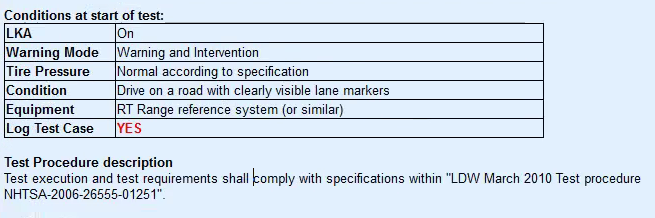 Conditions at start of test:
LKA On
Warning Mode Warning and Intervention
Tire Pressure Normal according to specification
Condition Drive on a road with clearly visible lane markers
Equipment RT Range reference system (or similar)
Log Test Case YES
Test Procedure description
Test execution and test requirements shall comply with specifications within "LDW March 2010 Test procedure
NHTSA-2006-26555-01251".